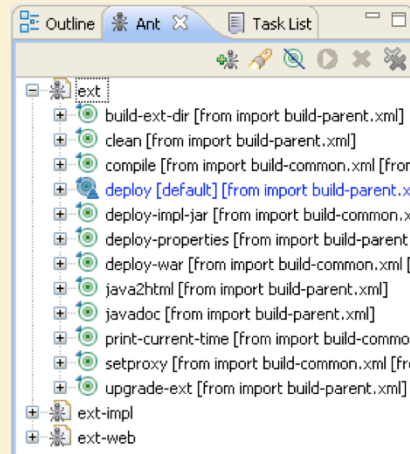 Outline Ant Task List
ext
build-ext-dir [from import build-parent.xml]
clean [from import build-parent.xml]
compile [from import build-common.xml [from
deploy [default] [from import build-parent.x
deploy-impl-jar [from import build-common.x
deploy-properties [from import build-parent
deploy-war [from import build-common.xml [
java2html [from import build-parent.xml]
javadoc [from import build-parent.xml]
print-current-time [from import build-commo
setproxy [from import build-common.xml [fro
upgrade-ext [from import build-parent.xml]
ext-impl
ext-web